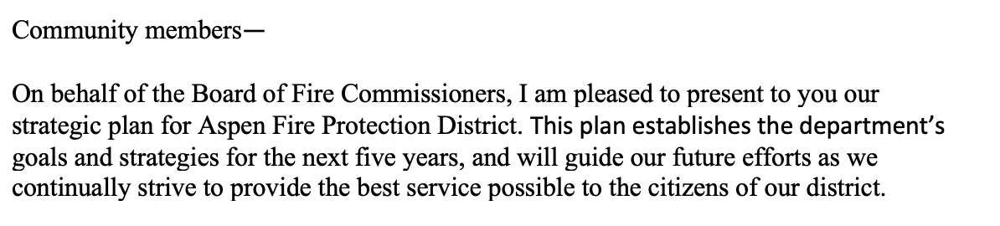 Community members—
On behalf of the Board of Fire Commissioners, I am pleased to present to you our
strategic plan for Aspen Fire Protection District. This plan establishes the department’s
goals and strategies for the next five years, and will guide our future efforts as we
continually strive to provide the best service possible to the citizens of our district.